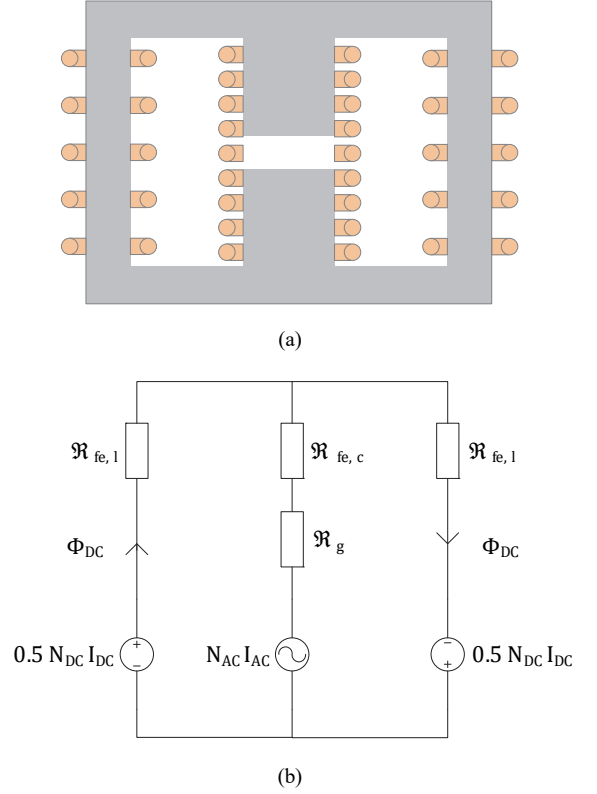 (a)
ℜ fe, l
ℜ fe, c
ℜ fe, l
ℜ g
Φ DC
Φ DC
+
−
0.5 N DC I DC
N AC I AC
−
+
0.5 N DC I DC
(b)